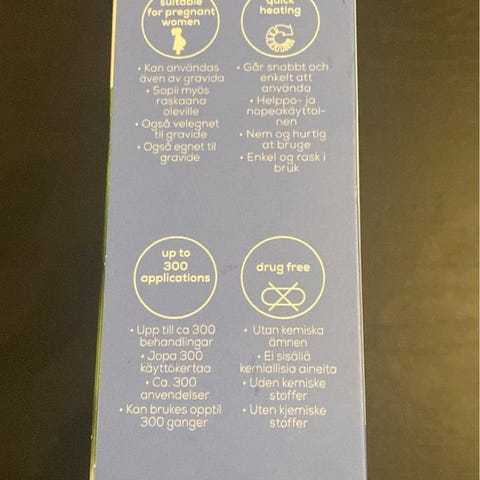 suitable
for pregnant
women
• Kan användas
även av gravida
• Sopii myös
raskaana
oleville
• Også velegnet
til gravide
• Også egnet til
gravide
quick
heating
• Går snabbt och
enkelt att
använda
• Helppo- ja
nopeakäyttöi-
nen
• Nem og hurtig
at bruge
• Enkel og rask i
bruk
up to
300
applications
• Upp till ca 300
behandlingar
• Jopa 300
käyttökertaa
• Ca. 300
anvendelser
• Kan brukes opptil
300 ganger
drug free
• Utan kemiska
ämnen
• Ei sisällä
kemiallisia aineita
• Uden kemiske
stoffer
• Uten kjemiske
stoffer